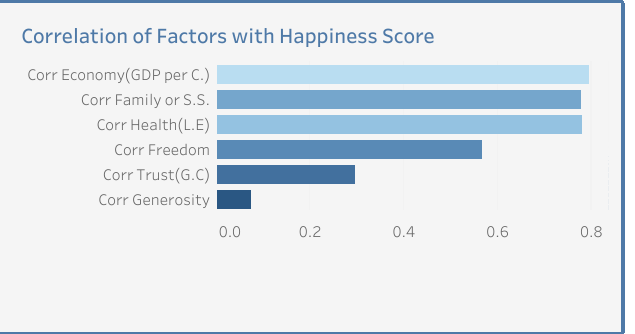 Correlation of Factors with Happiness Score
Corr Economy(GDP per C.)
Corr Family or S.S.
Corr Health(L.E)
Corr Freedom
Corr Trust(G.C)
Corr Generosity
0.0 0.2 0.4 0.6 0.8